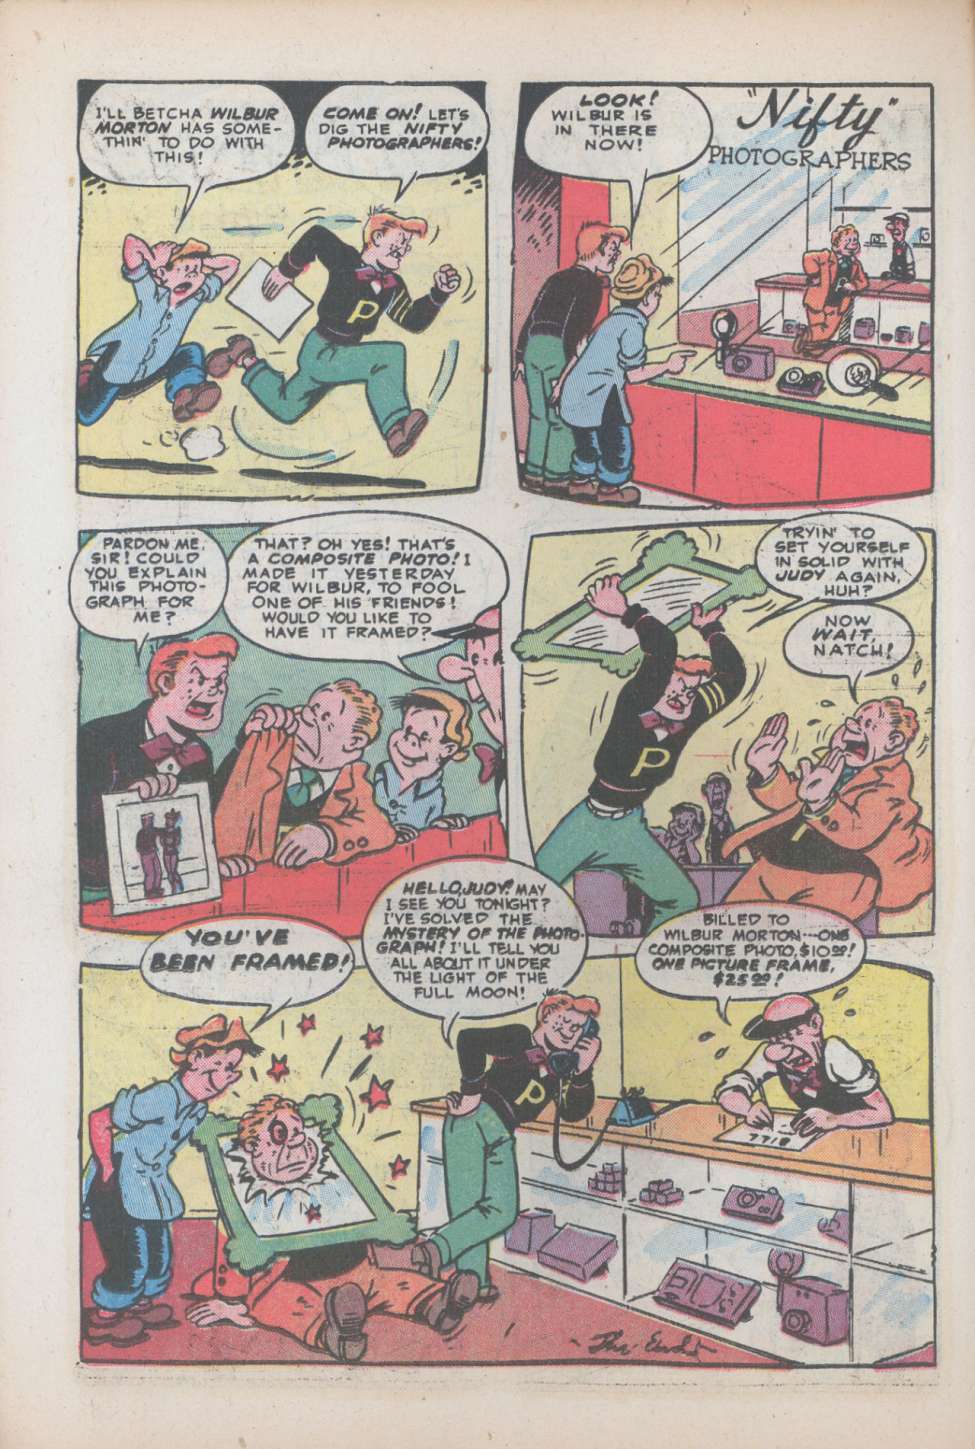 I'LL BETCHA WILBUR
MORTON HAS SOME-
THIN' TO DO WITH
THIS!
COME ON! LET'S
DIG THE NIFTY
PHOTOGRAPHERS!
P
LOOK!
WILBUR IS
IN THERE
NOW!
"Nifty"
PHOTOGRAPHERS
PARDON ME,
SIR! COULD
YOU EXPLAIN
THIS PHOTO-
GRAPH FOR
ME?
THAT? OH YES! THAT'S
A COMPOSITE PHOTO! I
MADE IT YESTERDAY
FOR WILBUR, TO FOOL
ONE OF HIS FRIENDS!
WOULD YOU LIKE TO
HAVE IT FRAMED?
TRYIN' TO
SET YOURSELF
IN SOLID WITH
JUDY AGAIN,
HUH?
NOW
WAIT,
NATCH!
P
YOU'VE
BEEN FRAMED!
HELLO, JUDY! MAY
I SEE YOU TONIGHT?
I'VE SOLVED THE
MYSTERY OF THE PHOTO-
GRAPH! I'LL TELL YOU
ALL ABOUT IT UNDER
THE LIGHT OF THE
FULL MOON!
BILLED TO
WILBUR MORTON--ONE
COMPOSITE PHOTO, $10.00!
ONE PICTURE FRAME,
$25.00!
P